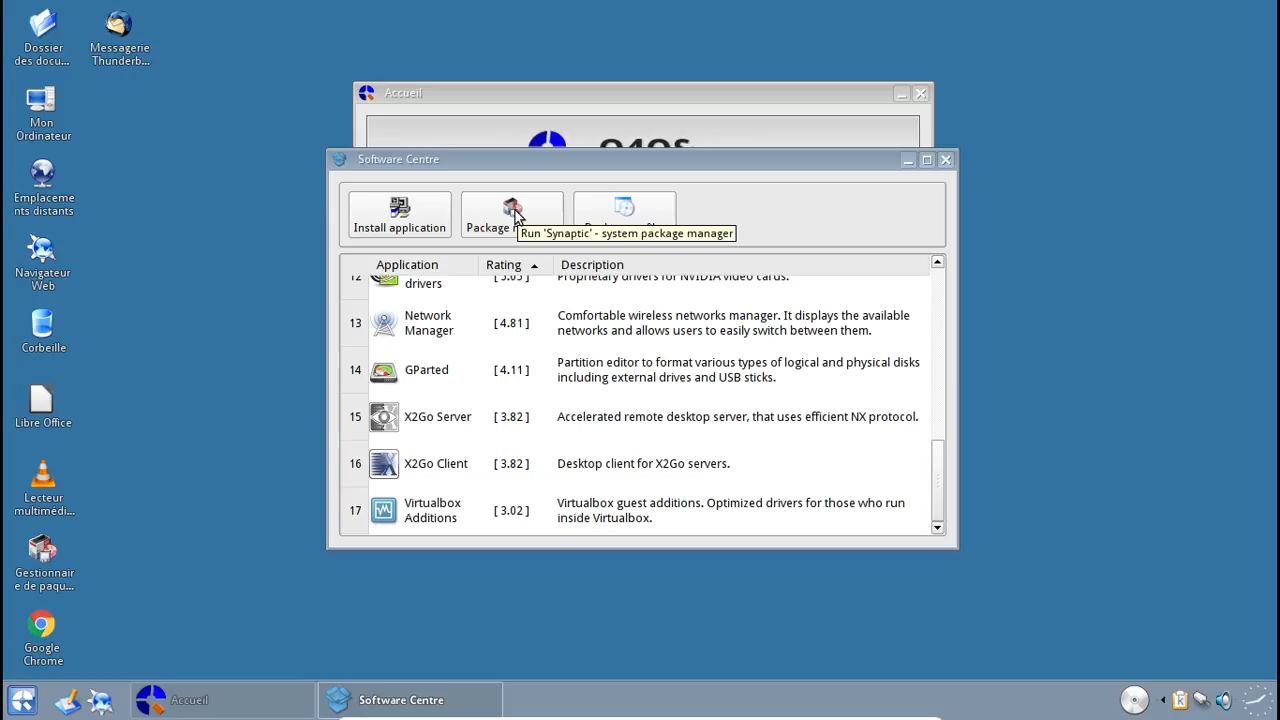 Dossier
des docu...
Messagerie
Thunderb...
Mon
Ordinateur
Emplaceme
nts distants
Navigateur
Web
Corbeille
Libre Office
Lecteur
multimédi...
Gestionnair
e de paqu...
Google
Chrome
Accueil
Software Centre
Install application
Package
Run 'Synaptic' - system package manager
Application Rating Description
12 drivers [ 5.05 ] Proprietary drivers for NVIDIA video cards.
13 Network
Manager [ 4.81 ] Comfortable wireless networks manager. It displays the available
networks and allows users to easily switch between them.
14 GParted [ 4.11 ] Partition editor to format various types of logical and physical disks
including external drives and USB sticks.
15 X2Go Server [ 3.82 ] Accelerated remote desktop server, that uses efficient NX protocol.
16 X2Go Client [ 3.82 ] Desktop client for X2Go servers.
17 Virtualbox
Additions [ 3.02 ] Virtualbox guest additions. Optimized drivers for those who run
inside Virtualbox.
Accueil
Software Centre